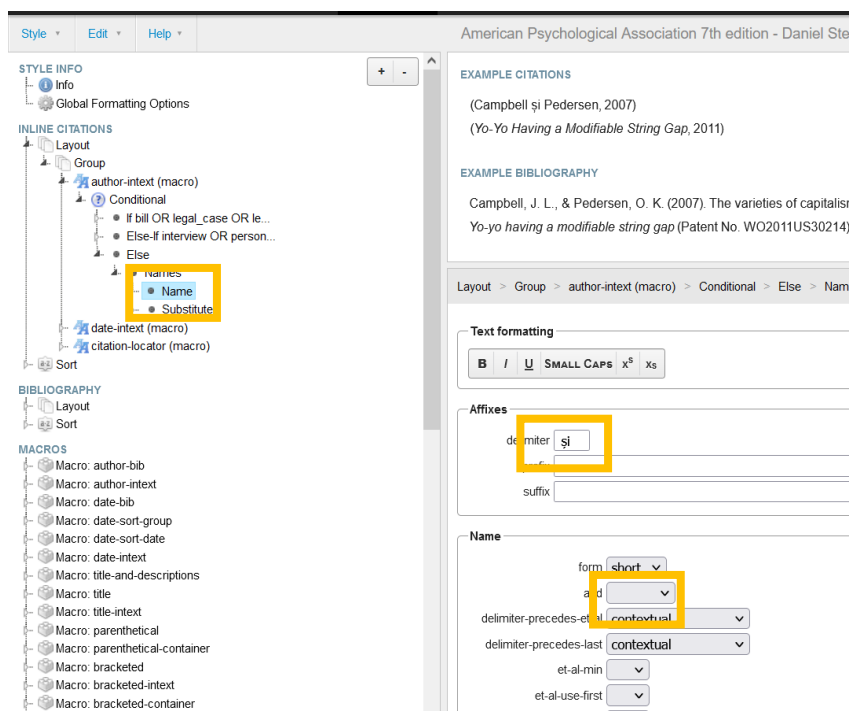 Style Edit Help
American Psychological Association 7th edition - Daniel Ste
STYLE INFO
+ -
Info
Global Formatting Options
INLINE CITATIONS
Layout
Group
author-intext (macro)
Conditional
If bill OR legal_case OR le...
Else-If interview OR person...
Else
Names
Name
Substitute
date-intext (macro)
citation-locator (macro)
Sort
BIBLIOGRAPHY
Layout
Sort
MACROS
Macro: author-bib
Macro: author-intext
Macro: date-bib
Macro: date-sort-group
Macro: date-sort-date
Macro: date-intext
Macro: title-and-descriptions
Macro: title
Macro: title-intext
Macro: parenthetical
Macro: parenthetical-container
Macro: bracketed
Macro: bracketed-intext
Macro: bracketed-container
EXAMPLE CITATIONS
(Campbell și Pedersen, 2007)
(Yo-Yo Having a Modifiable String Gap, 2011)
EXAMPLE BIBLIOGRAPHY
Campbell, J. L., & Pedersen, O. K. (2007). The varieties of capitalisr
Yo-yo having a modifiable string gap (Patent No. WO2011US30214)
Layout > Group > author-intext (macro) > Conditional > Else > Nam
Text formatting
B I U SMALL CAPS x^s x_s
Affixes
delimiter și
prefix
suffix
Name
form short
and
delimiter-precedes-et-al contextual
delimiter-precedes-last contextual
et-al-min
et-al-use-first